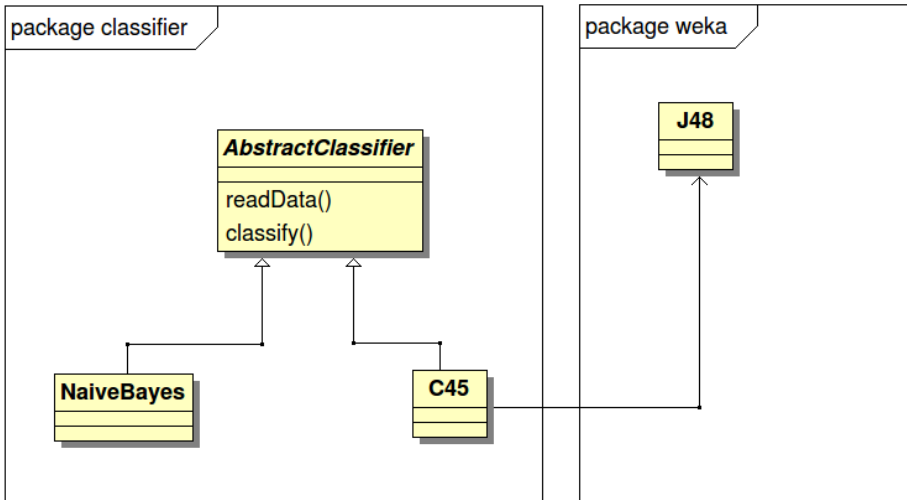 package classifier
package weka
J48
AbstractClassifier
readData()
classify()
NaiveBayes
C45